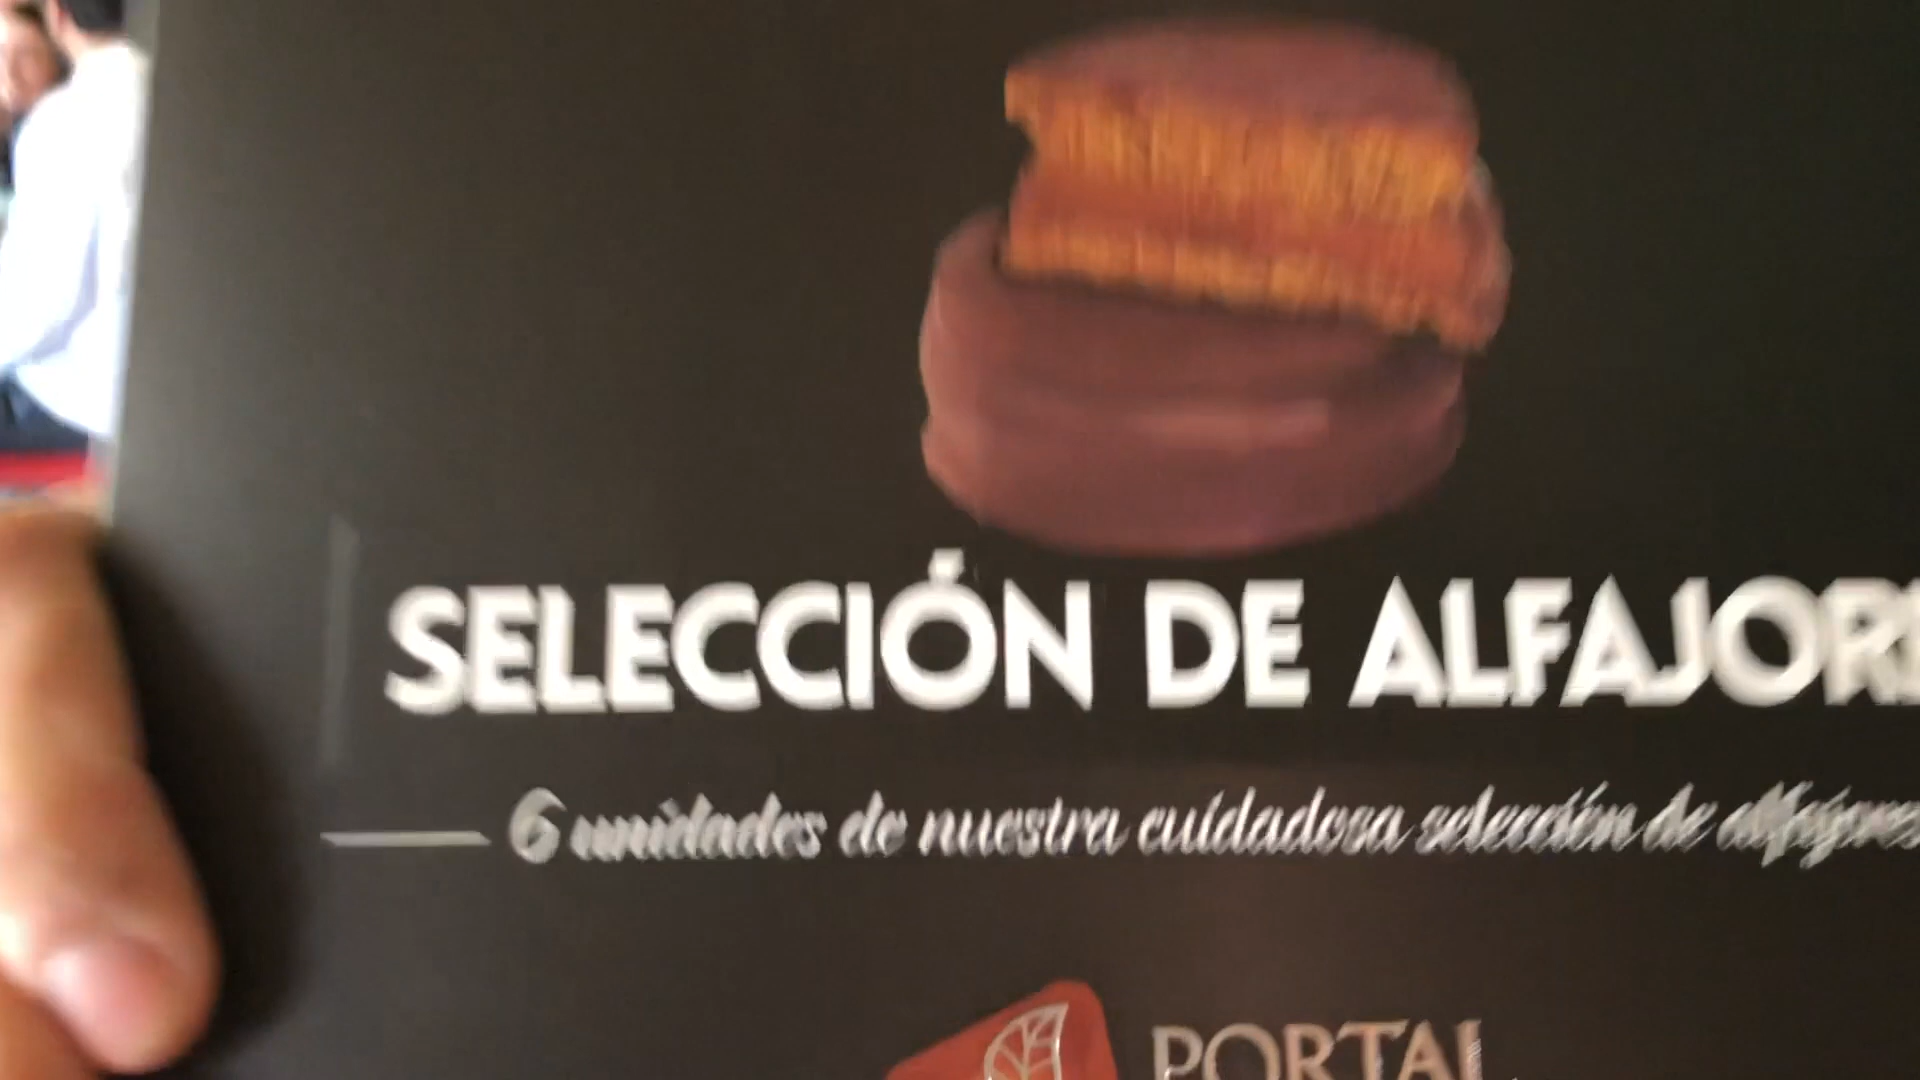 SELECCIÓN DE ALFAJORE
6 unidades de nuestra cuidadosa selección de alfajores
PORTAL